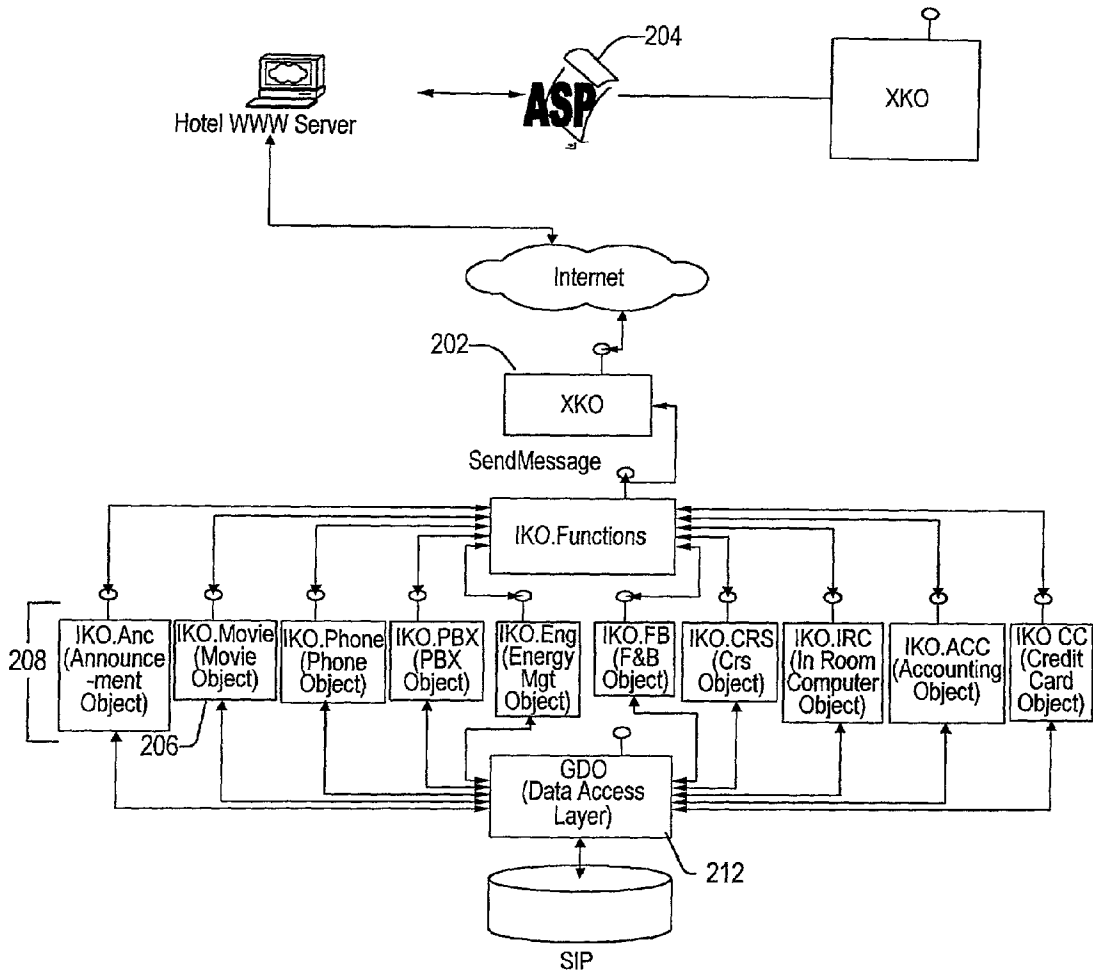 204
XKO
ASP
Hotel WWW Server
Internet
202
XKO
SendMessage
IKO.Functions
208
IKO.Anc
(Announce
-ment
Object)
IKO.Movie
(Movie
Object)
IKO.Phone
(Phone
Object)
IKO.PBX
(PBX
Object)
IKO.Eng
(Energy
Mgt
Object)
IKO.FB
(F&B
Object)
IKO.CRS
(Crs
Object)
IKO.IRC
(In Room
Computer
Object)
IKO.ACC
(Accounting
Object)
IKO CC
(Credit
Card
Object)
206
GDO
(Data Access
Layer)
212
SIP